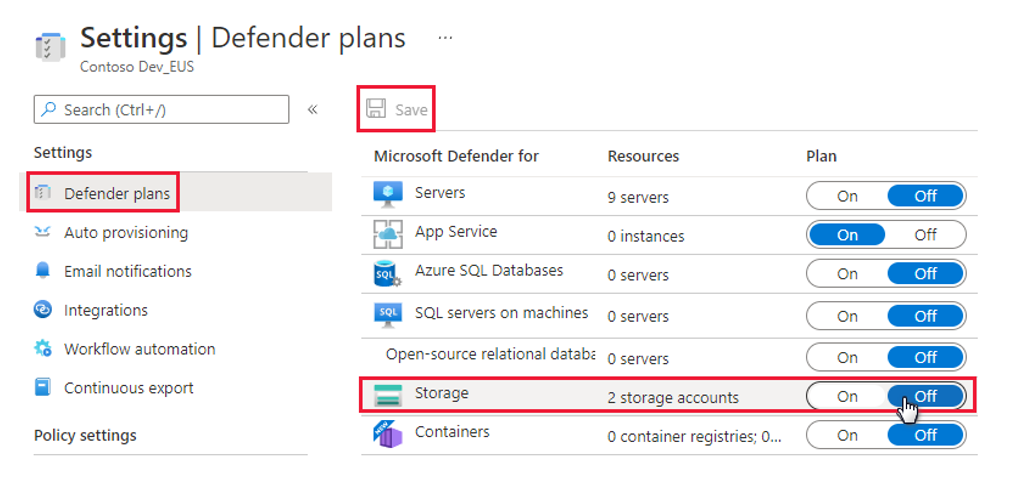 Settings | Defender plans ...
Contoso Dev_EUS
Search (Ctrl+/) «
Settings
Defender plans
Auto provisioning
Email notifications
Integrations
Workflow automation
Continuous export
Policy settings
Save
Microsoft Defender for Resources Plan
Servers 9 servers On Off
App Service 0 instances On Off
SQL Azure SQL Databases 0 servers On Off
SQL SQL servers on machines 0 servers On Off
Open-source relational databa 0 servers On Off
Storage 2 storage accounts On Off
NEW Containers 0 container registries; 0... On Off